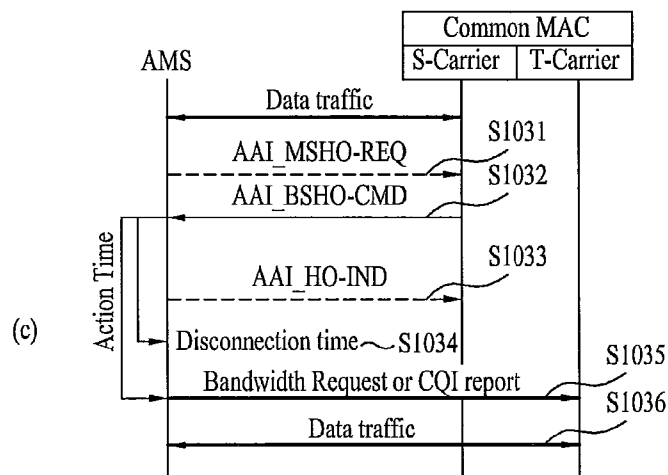 Common MAC
AMS
S-Carrier
T-Carrier
Data traffic
S1031
AAI_MSHO-REQ
S1032
AAI_BSHO-CMD
Action Time
S1033
AAI_HO-IND
(c)
Disconnection time
S1034
S1035
Bandwidth Request or CQI report
S1036
Data traffic